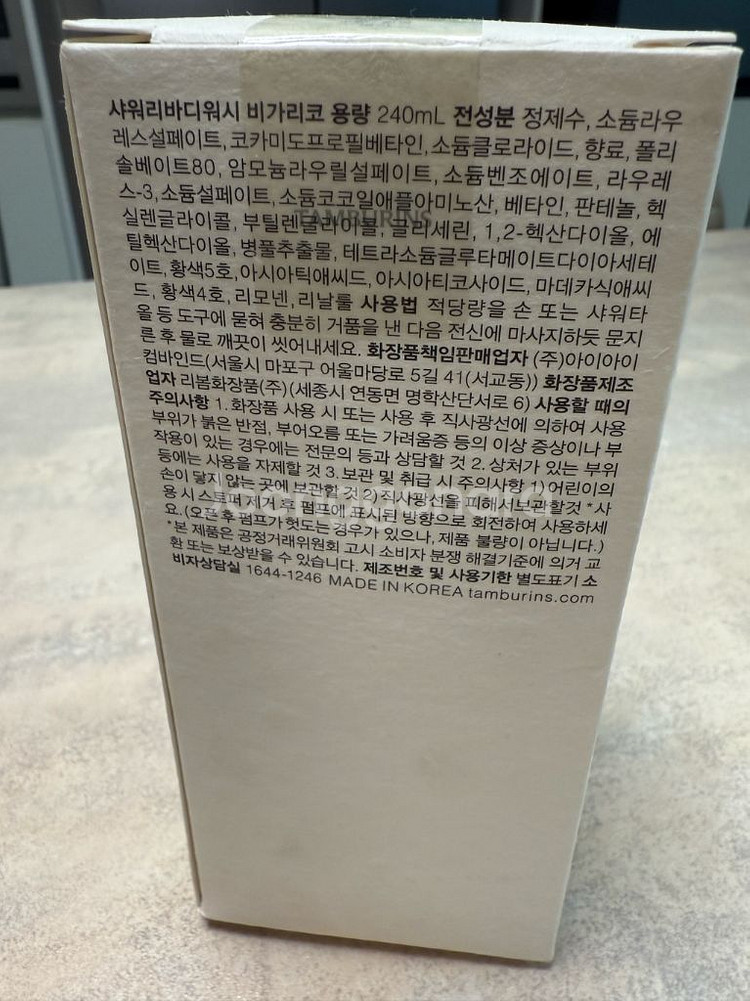 샤워리바디워시 비가리코 용량 240mL 전성분 정제수, 소듐라우
레스설페이트, 코카미도프로필베타인, 소듐클로라이드, 향료, 폴리
솔베이트80, 암모늄라우릴설페이트, 소듐벤조에이트, 라우레
스-3, 소듐설페이트, 소듐코코일애플아미노산, 베타인, 판테놀, 헥
실렌글라이콜, 부틸렌글라이콜, 글리세린, 1,2-헥산다이올, 에
틸헥산다이올, 병풀추출물, 테트라소듐글루타메이트다이아세테
이트, 황색5호, 아시아틱애씨드, 아시아티코사이드, 마데카식애씨
드, 황색4호, 리모넨, 리날룰 사용법 적당량을 손 또는 샤워타
올 등 도구에 묻혀 충분히 거품을 낸 다음 전신에 마사지하듯 문지
른 후 물로 깨끗이 씻어내세요. 화장품책임판매업자 (주)아이아이
컴바인드(서울시 마포구 어울마당로 5길 41(서교동)) 화장품제조
업자 리봄화장품(주)(세종시 연동면 명학산단서로 6) 사용할 때의
주의사항 1. 화장품 사용 시 또는 사용 후 직사광선에 의하여 사용
부위가 붉은 반점, 부어오름 또는 가려움증 등의 이상 증상이나 부
작용이 있는 경우에는 전문의 등과 상담할 것 2. 상처가 있는 부위
등에는 사용을 자제할 것 3. 보관 및 취급 시 주의사항 1) 어린이의
손이 닿지 않는 곳에 보관할 것 2) 직사광선을 피해서 보관할 것 *사
용 시 스토퍼 제거 후 펌프에 표시된 방향으로 회전하여 사용하세
요. (오픈 후 펌프가 헛도는 경우가 있으나, 제품 불량이 아닙니다.)
*본 제품은 공정거래위원회 고시 소비자 분쟁 해결기준에 의거 교
환 또는 보상받을 수 있습니다. 제조번호 및 사용기한 별도표기 소
비자상담실 1644-1246 MADE IN KOREA tamburins.com
TAMBURINS